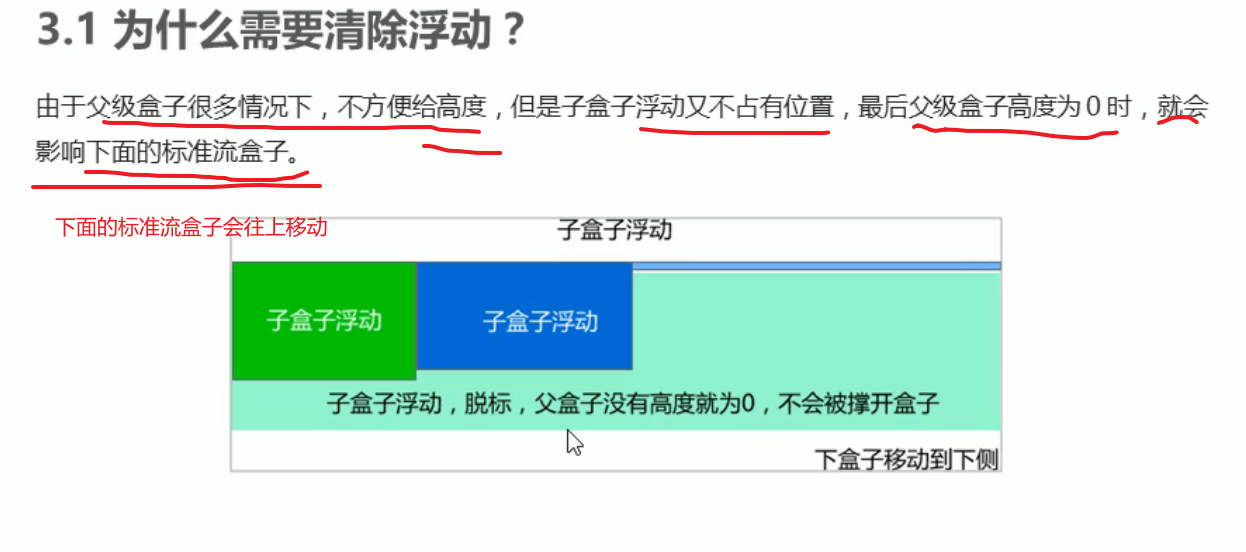 3.1 为什么需要清除浮动？
由于父级盒子很多情况下，不方便给高度，但是子盒子浮动又不占有位置，最后父级盒子高度为0时，就会
影响下面的标准流盒子。
下面的标准流盒子会往上移动
子盒子浮动
子盒子浮动
子盒子浮动
子盒子浮动，脱标，父盒子没有高度就为0，不会被撑开盒子
下盒子移动到下侧